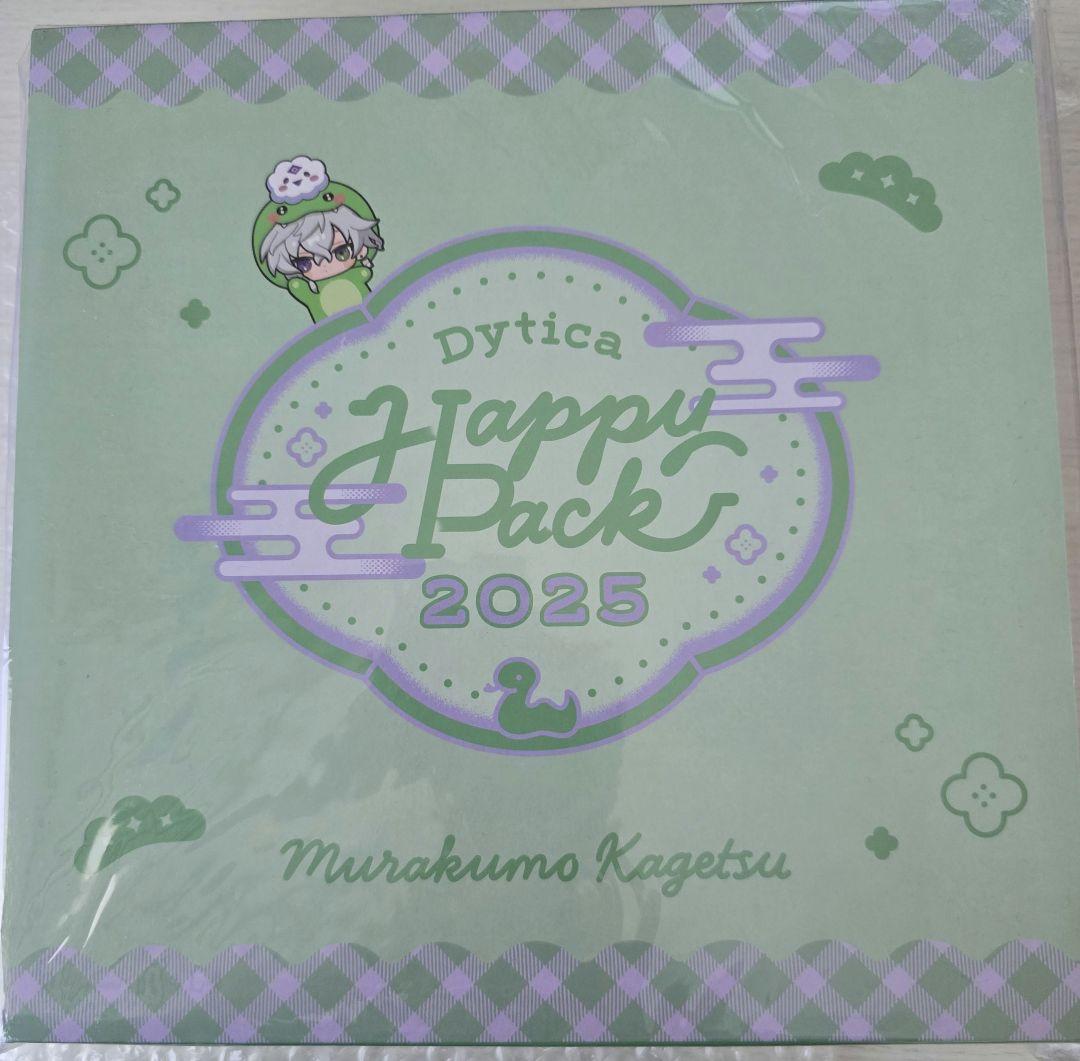 Dytica
Happy
Pack
2025
Murakumo Kagetsu